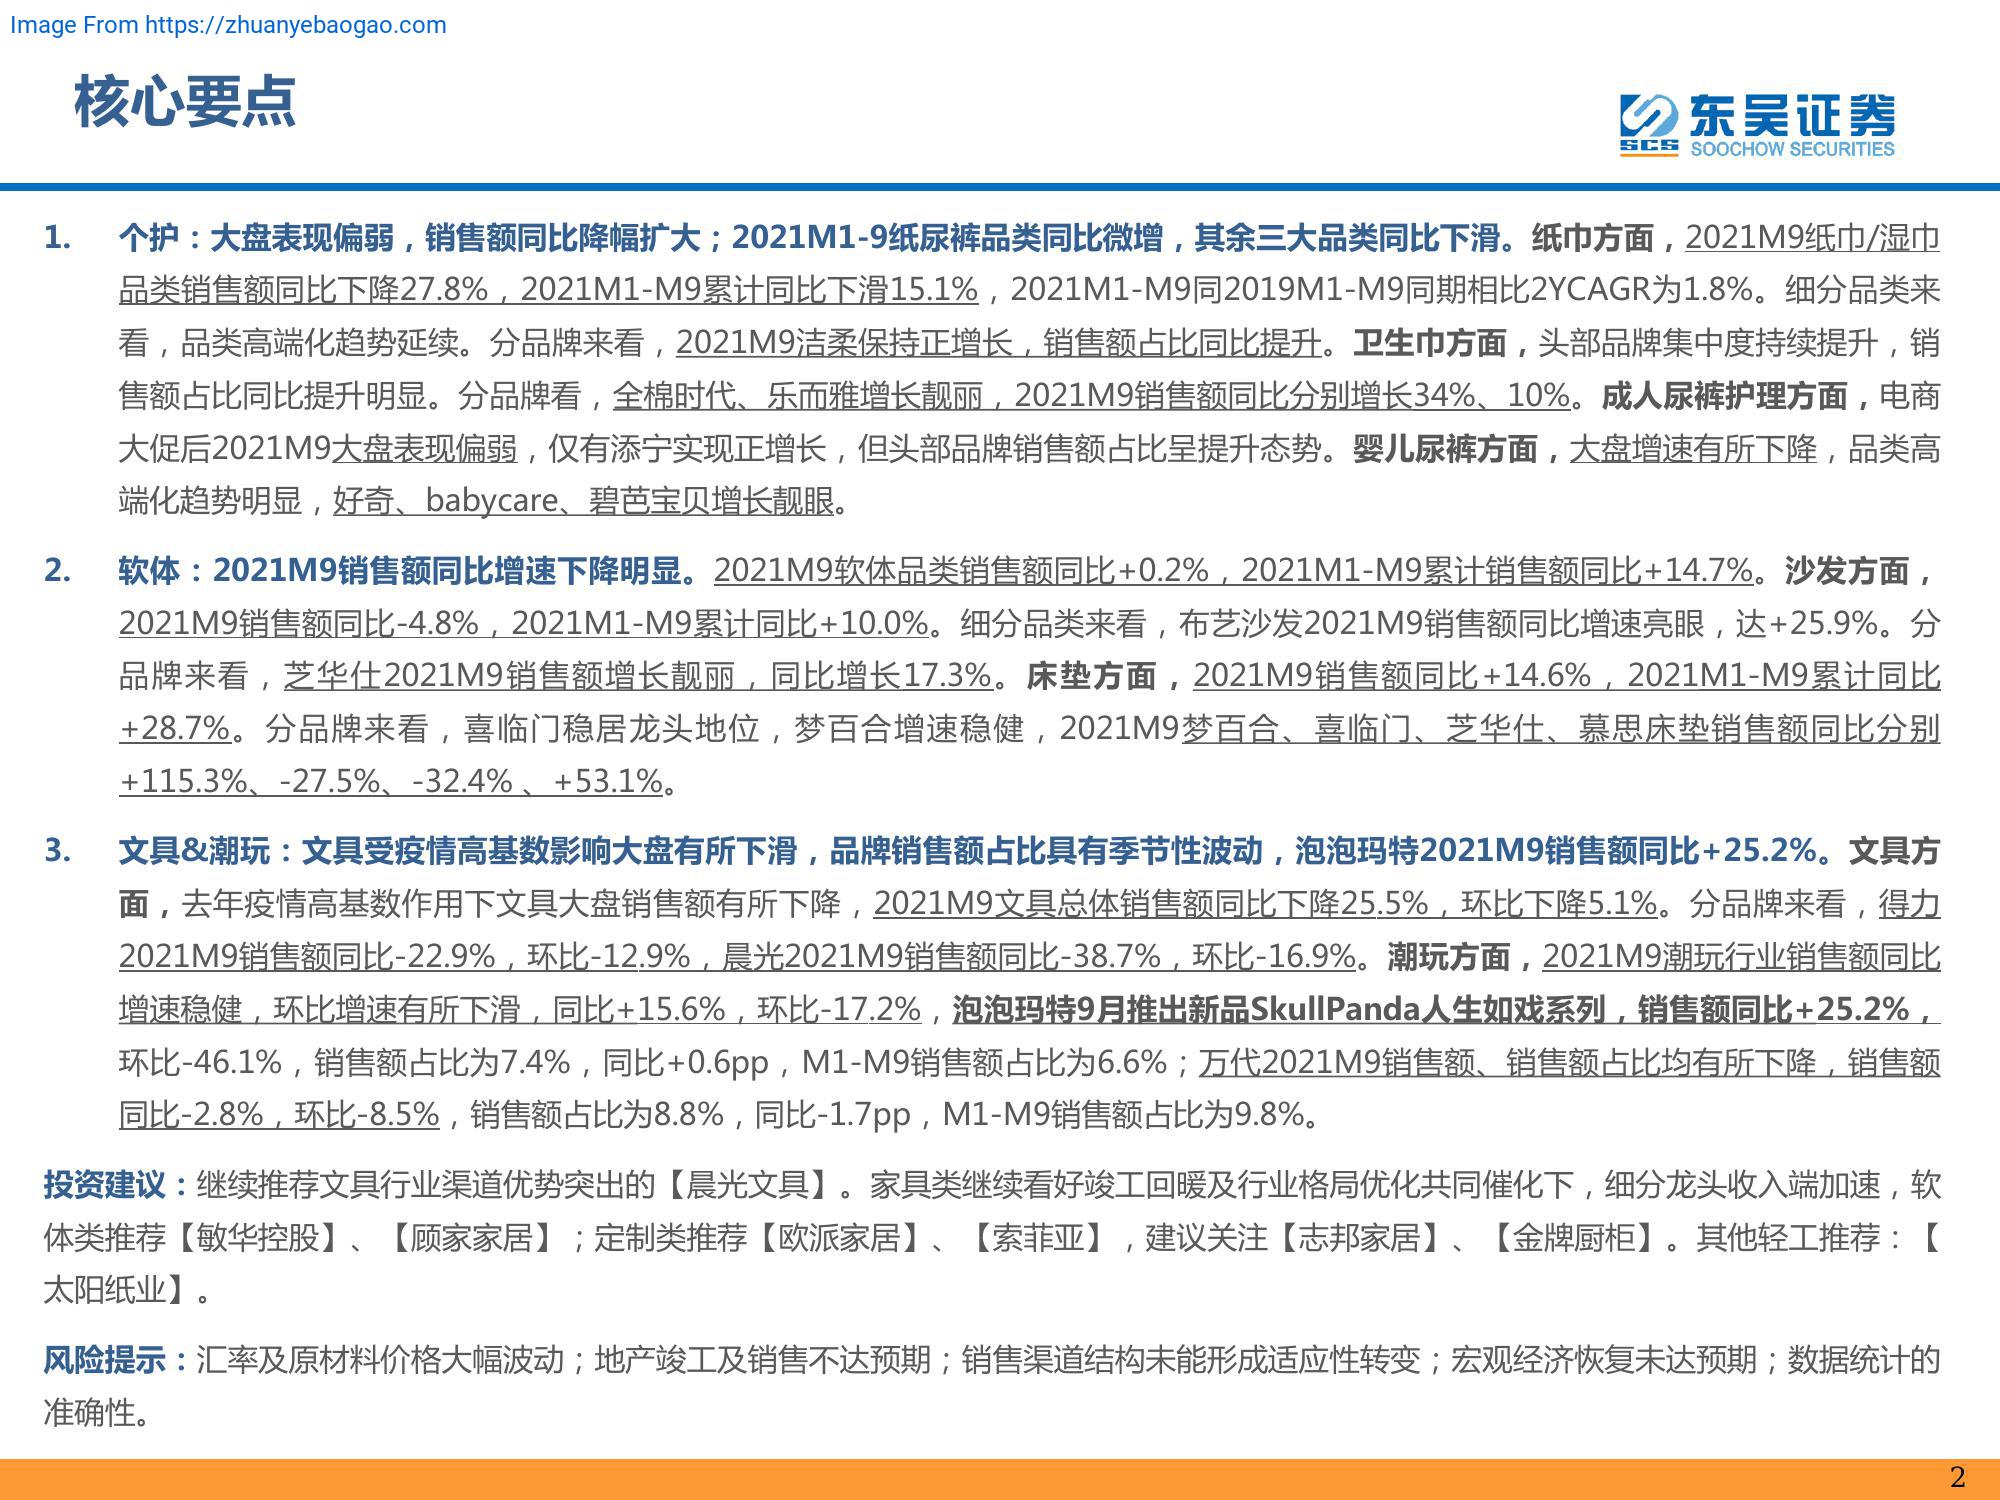 Image From https://zhuanyebaogao.com
核心要点
东吴证券
SCS
SOOCHOW SECURITIES
1. 个护：大盘表现偏弱，销售额同比降幅扩大；2021M1-9纸尿裤品类同比微增，其余三大品类同比下滑。纸巾方面，2021M9纸巾/湿巾
品类销售额同比下降27.8%，2021M1-M9累计同比下滑15.1%，2021M1-M9同2019M1-M9同期相比2YCAGR为1.8%。细分品类来
看，品类高端化趋势延续。分品牌来看，2021M9洁柔保持正增长，销售额占比同比提升。卫生巾方面，头部品牌集中度持续提升，销
售额占比同比提升明显。分品牌看，全棉时代、乐而雅增长靓丽，2021M9销售额同比分别增长34%、10%。成人尿裤护理方面，电商
大促后2021M9大盘表现偏弱，仅有添宁实现正增长，但头部品牌销售额占比呈提升态势。婴儿尿裤方面，大盘增速有所下降，品类高
端化趋势明显，好奇、babycare、碧芭宝贝增长靓眼。
2. 软体：2021M9销售额同比增速下降明显。2021M9软体品类销售额同比+0.2%，2021M1-M9累计销售额同比+14.7%。沙发方面，
2021M9销售额同比-4.8%，2021M1-M9累计同比+10.0%。细分品类来看，布艺沙发2021M9销售额同比增速亮眼，达+25.9%。分
品牌来看，芝华仕2021M9销售额增长靓丽，同比增长17.3%。床垫方面，2021M9销售额同比+14.6%，2021M1-M9累计同比
+28.7%。分品牌来看，喜临门稳居龙头地位，梦百合增速稳健，2021M9梦百合、喜临门、芝华仕、慕思床垫销售额同比分别
+115.3%、-27.5%、-32.4% 、+53.1%。
3. 文具&潮玩：文具受疫情高基数影响大盘有所下滑，品牌销售额占比具有季节性波动，泡泡玛特2021M9销售额同比+25.2%。文具方
面，去年疫情高基数作用下文具大盘销售额有所下降，2021M9文具总体销售额同比下降25.5%，环比下降5.1%。分品牌来看，得力
2021M9销售额同比-22.9%，环比-12.9%，晨光2021M9销售额同比-38.7%，环比-16.9%。潮玩方面，2021M9潮玩行业销售额同比
增速稳健，环比增速有所下滑，同比+15.6%，环比-17.2%，泡泡玛特9月推出新品SkullPanda人生如戏系列，销售额同比+25.2%，
环比-46.1%，销售额占比为7.4%，同比+0.6pp，M1-M9销售额占比为6.6%；万代2021M9销售额、销售额占比均有所下降，销售额
同比-2.8%，环比-8.5%，销售额占比为8.8%，同比-1.7pp，M1-M9销售额占比为9.8%。
投资建议：继续推荐文具行业渠道优势突出的【晨光文具】。家具类继续看好竣工回暖及行业格局优化共同催化下，细分龙头收入端加速，软
体类推荐【敏华控股】、【顾家家居】；定制类推荐【欧派家居】、【索菲亚】，建议关注【志邦家居】、【金牌厨柜】。其他轻工推荐：【
太阳纸业】。
风险提示：汇率及原材料价格大幅波动；地产竣工及销售不达预期；销售渠道结构未能形成适应性转变；宏观经济恢复未达预期；数据统计的
准确性。
2